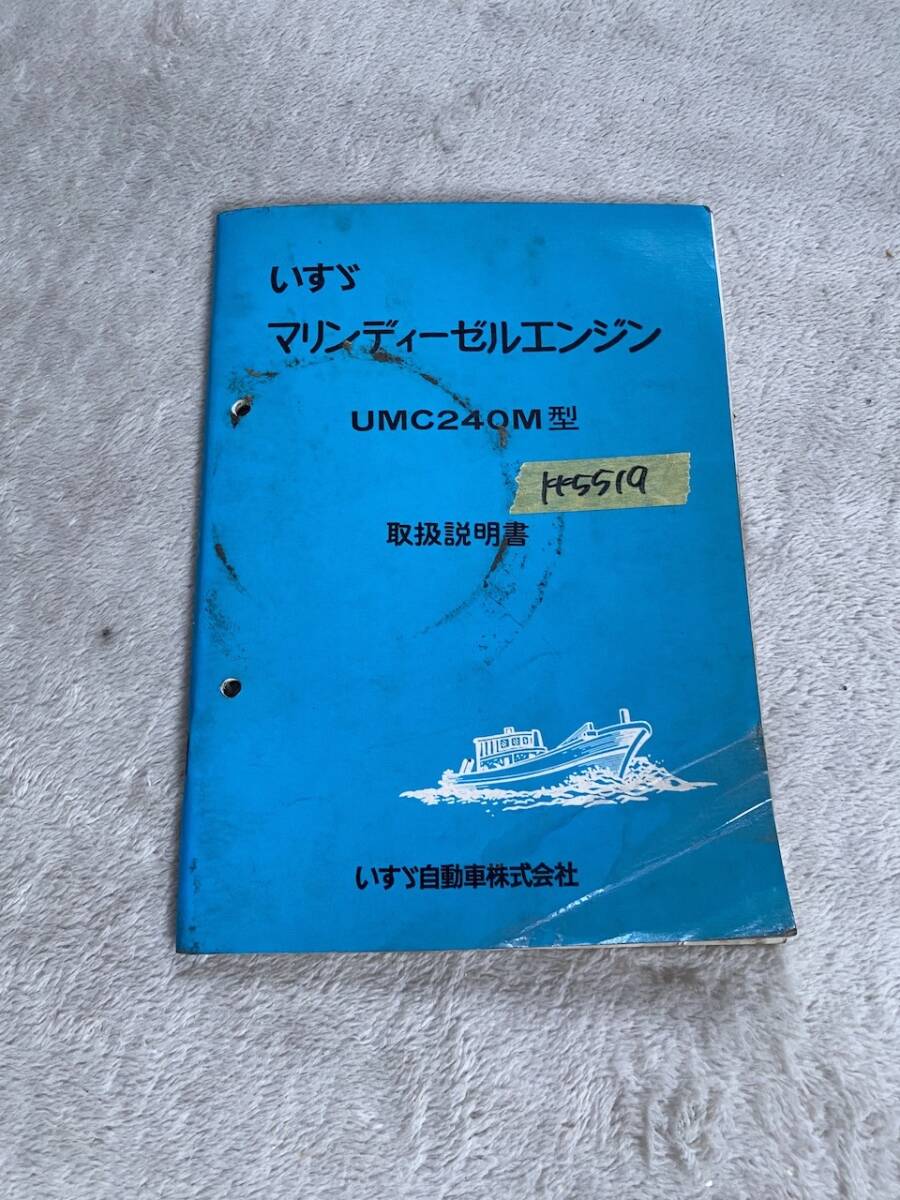 いすゞ
マリンディーゼルエンジン
UMC240M型
KK5519
取扱説明書
いすゞ自動車株式会社